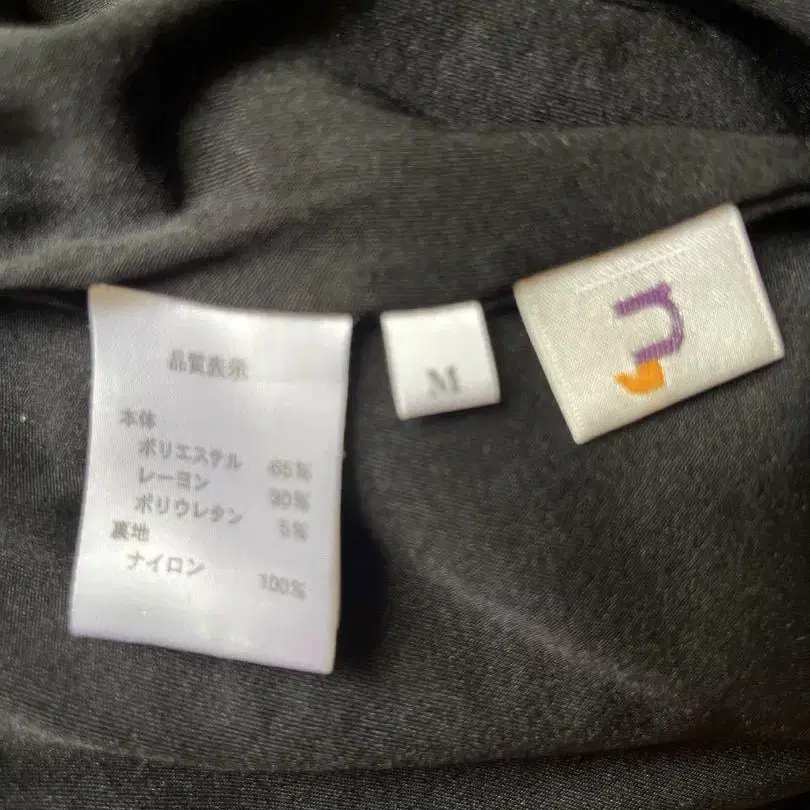 品質表示
本体
ポリエステル 65%
レーヨン 30%
ポリウレタン 5%
裏地
ナイロン 100%
M